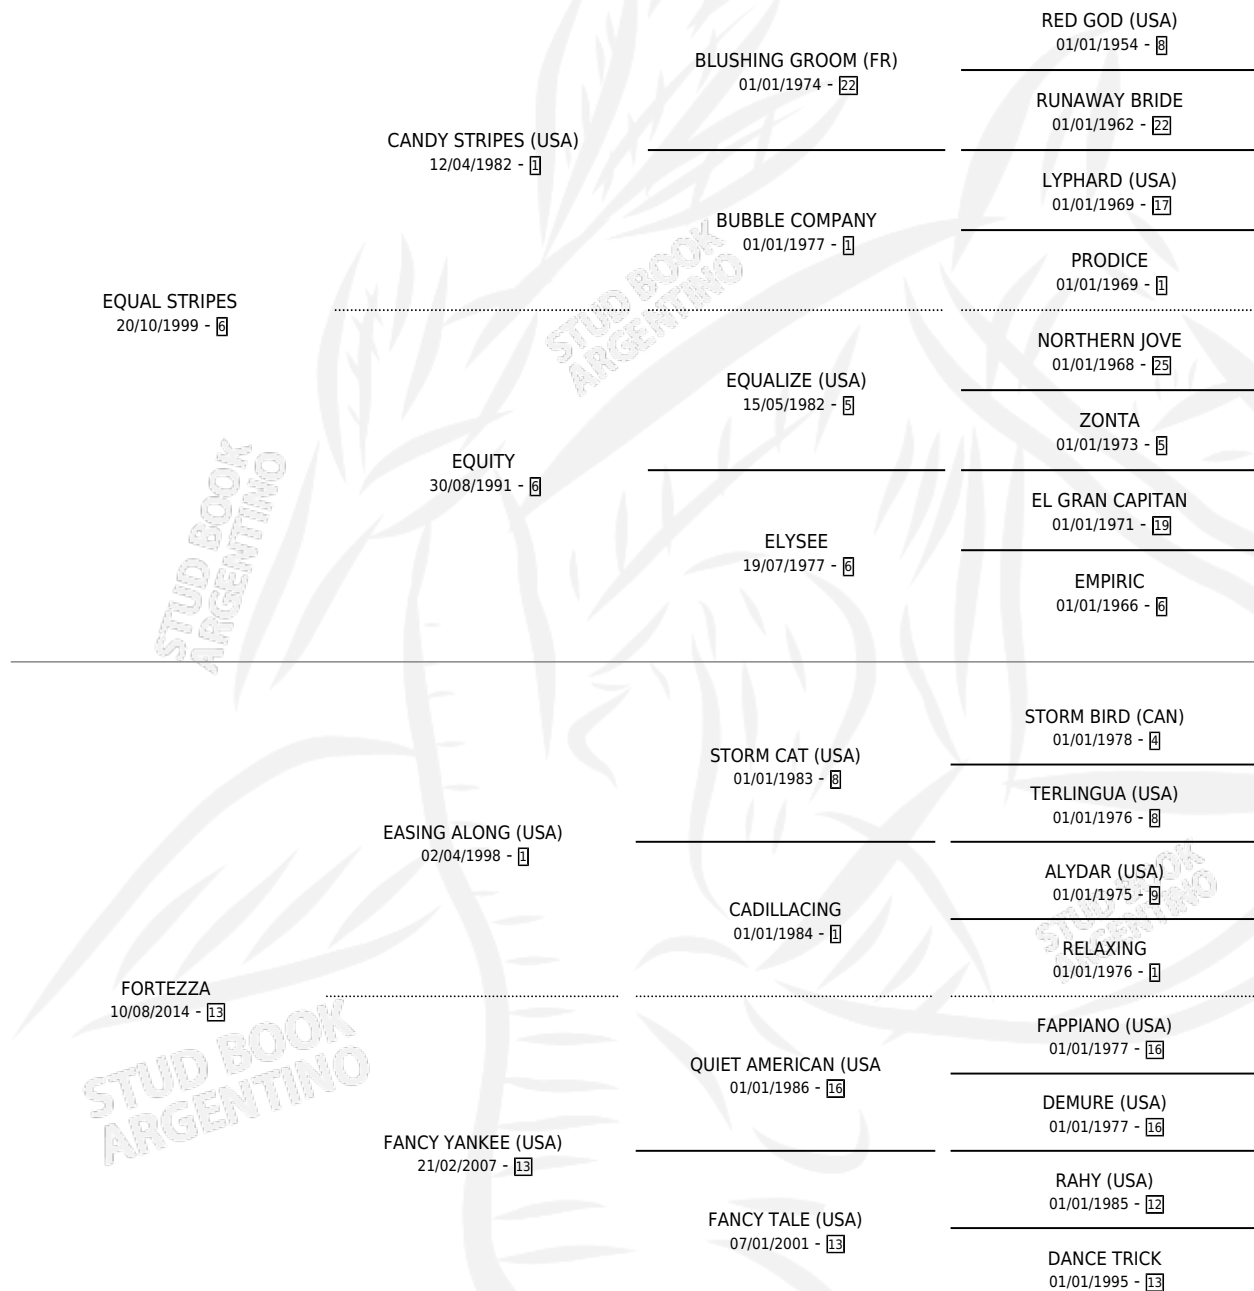 RED GOD (USA)
01/01/1954 - 8
BLUSHING GROOM (FR)
01/01/1974 - 22
RUNAWAY BRIDE
01/01/1962 - 22
CANDY STRIPES (USA)
12/04/1982 - 1
LYPHARD (USA)
01/01/1969 - 17
BUBBLE COMPANY
01/01/1977 - 1
PRODICE
01/01/1969 - 1
EQUAL STRIPES
20/10/1999 - 6
NORTHERN JOVE
01/01/1968 - 25
EQUALIZE (USA)
15/05/1982 - 5
ZONTA
01/01/1973 - 5
EQUITY
30/08/1991 - 6
EL GRAN CAPITAN
01/01/1971 - 19
ELYSEE
19/07/1977 - 6
EMPIRIC
01/01/1966 - 6
STORM BIRD (CAN)
01/01/1978 - 4
STORM CAT (USA)
01/01/1983 - 8
TERLINGUA (USA)
01/01/1976 - 8
EASING ALONG (USA)
02/04/1998 - 1
ALYDAR (USA)
01/01/1975 - 9
CADILLACING
01/01/1984 - 1
RELAXING
01/01/1976 - 1
FORTEZZA
10/08/2014 - 13
FAPPIANO (USA)
01/01/1977 - 16
QUIET AMERICAN (USA
01/01/1986 - 16
DEMURE (USA)
01/01/1977 - 16
FANCY YANKEE (USA)
21/02/2007 - 13
RAHY (USA)
01/01/1985 - 12
FANCY TALE (USA)
07/01/2001 - 13
DANCE TRICK
01/01/1995 - 13
STUD BOOK
ARGENTINO
STUD BOOK
ARGENTINO
STUD BOOK
ARGENTINO
STUD BOOK
ARGENTINO